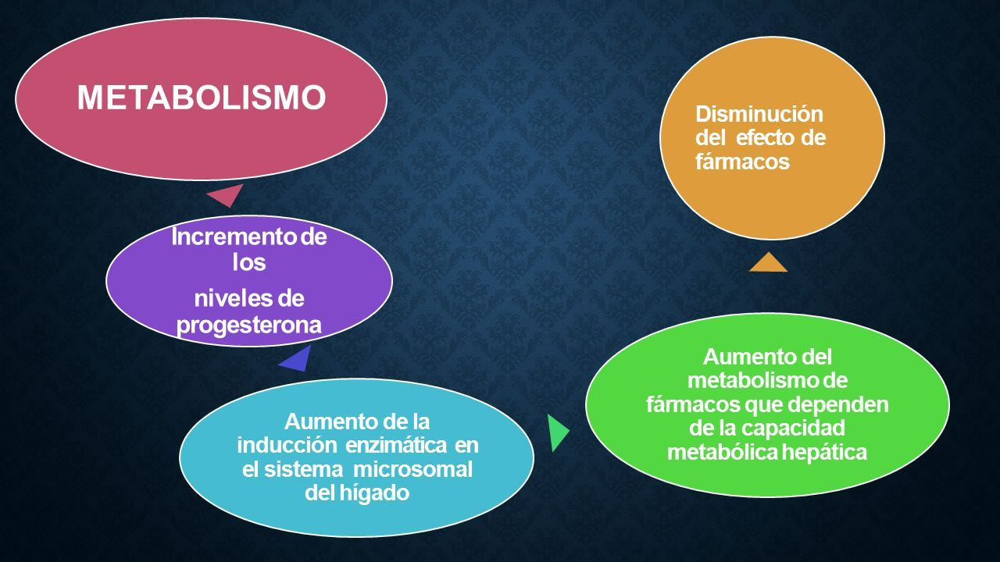 METABOLISMO
Incremento de
los
niveles de
progesterona
Aumento de la
inducción enzimática en
el sistema microsomal
del hígado
Aumento del
metabolismo de
fármacos que dependen
de la capacidad
metabólica hepática
Disminución
del efecto de
fármacos